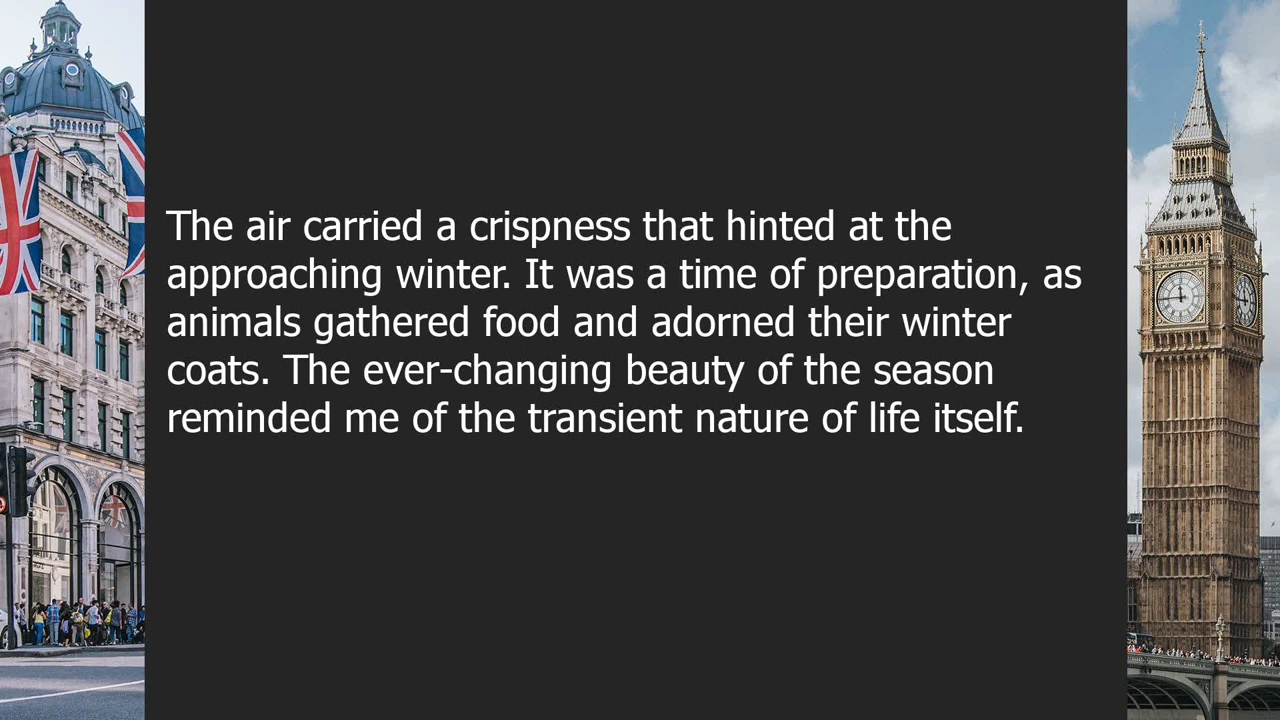 The air carried a crispness that hinted at the
approaching winter. It was a time of preparation, as
animals gathered food and adorned their winter
coats. The ever-changing beauty of the season
reminded me of the transient nature of life itself.